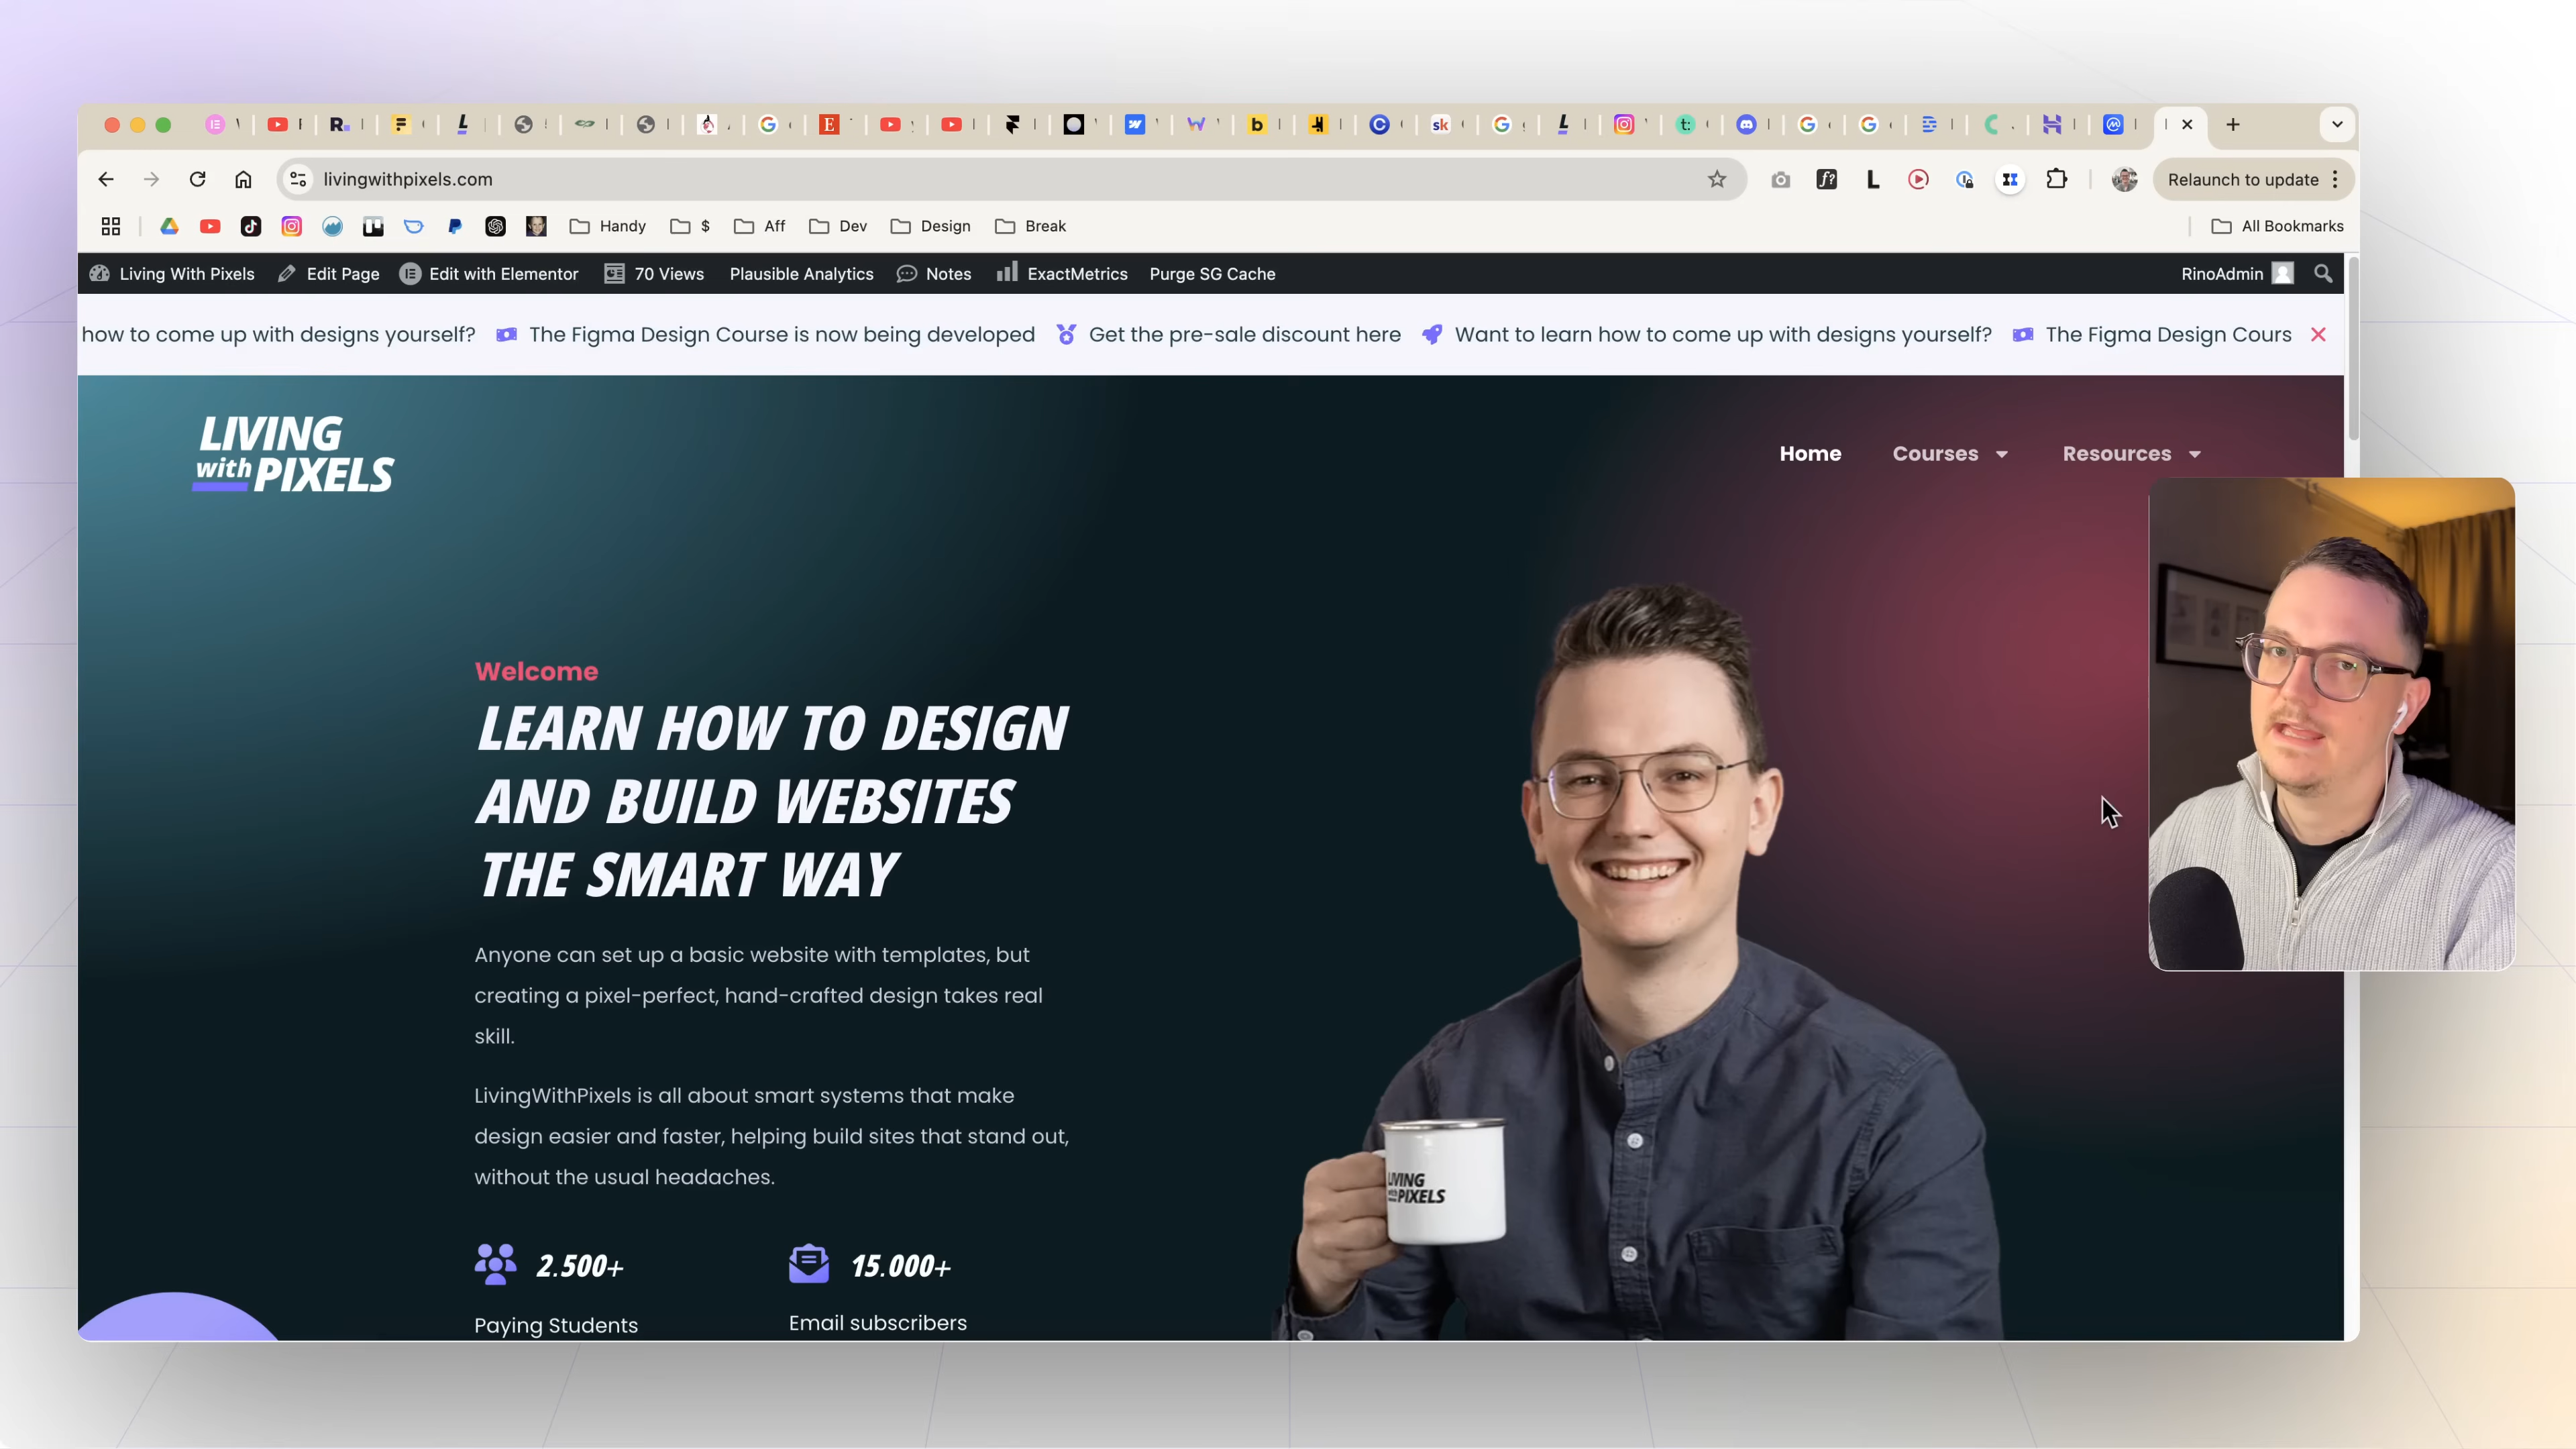 livingwithpixels.com
Relaunch to update
Handy
$
Aff
Dev
Design
Break
All Bookmarks
Living With Pixels
Edit Page
Edit with Elementor
70 Views
Plausible Analytics
Notes
ExactMetrics
Purge SG Cache
RinoAdmin
how to come up with designs yourself?
The Figma Design Course is now being developed
Get the pre-sale discount here
Want to learn how to come up with designs yourself?
The Figma Design Cours
LIVING
with PIXELS
Home
Courses
Resources
Welcome
LEARN HOW TO DESIGN
AND BUILD WEBSITES
THE SMART WAY
Anyone can set up a basic website with templates, but
creating a pixel-perfect, hand-crafted design takes real
skill.
LivingWithPixels is all about smart systems that make
design easier and faster, helping build sites that stand out,
without the usual headaches.
2.500+
Paying Students
15.000+
Email subscribers
LIVING
with PIXELS